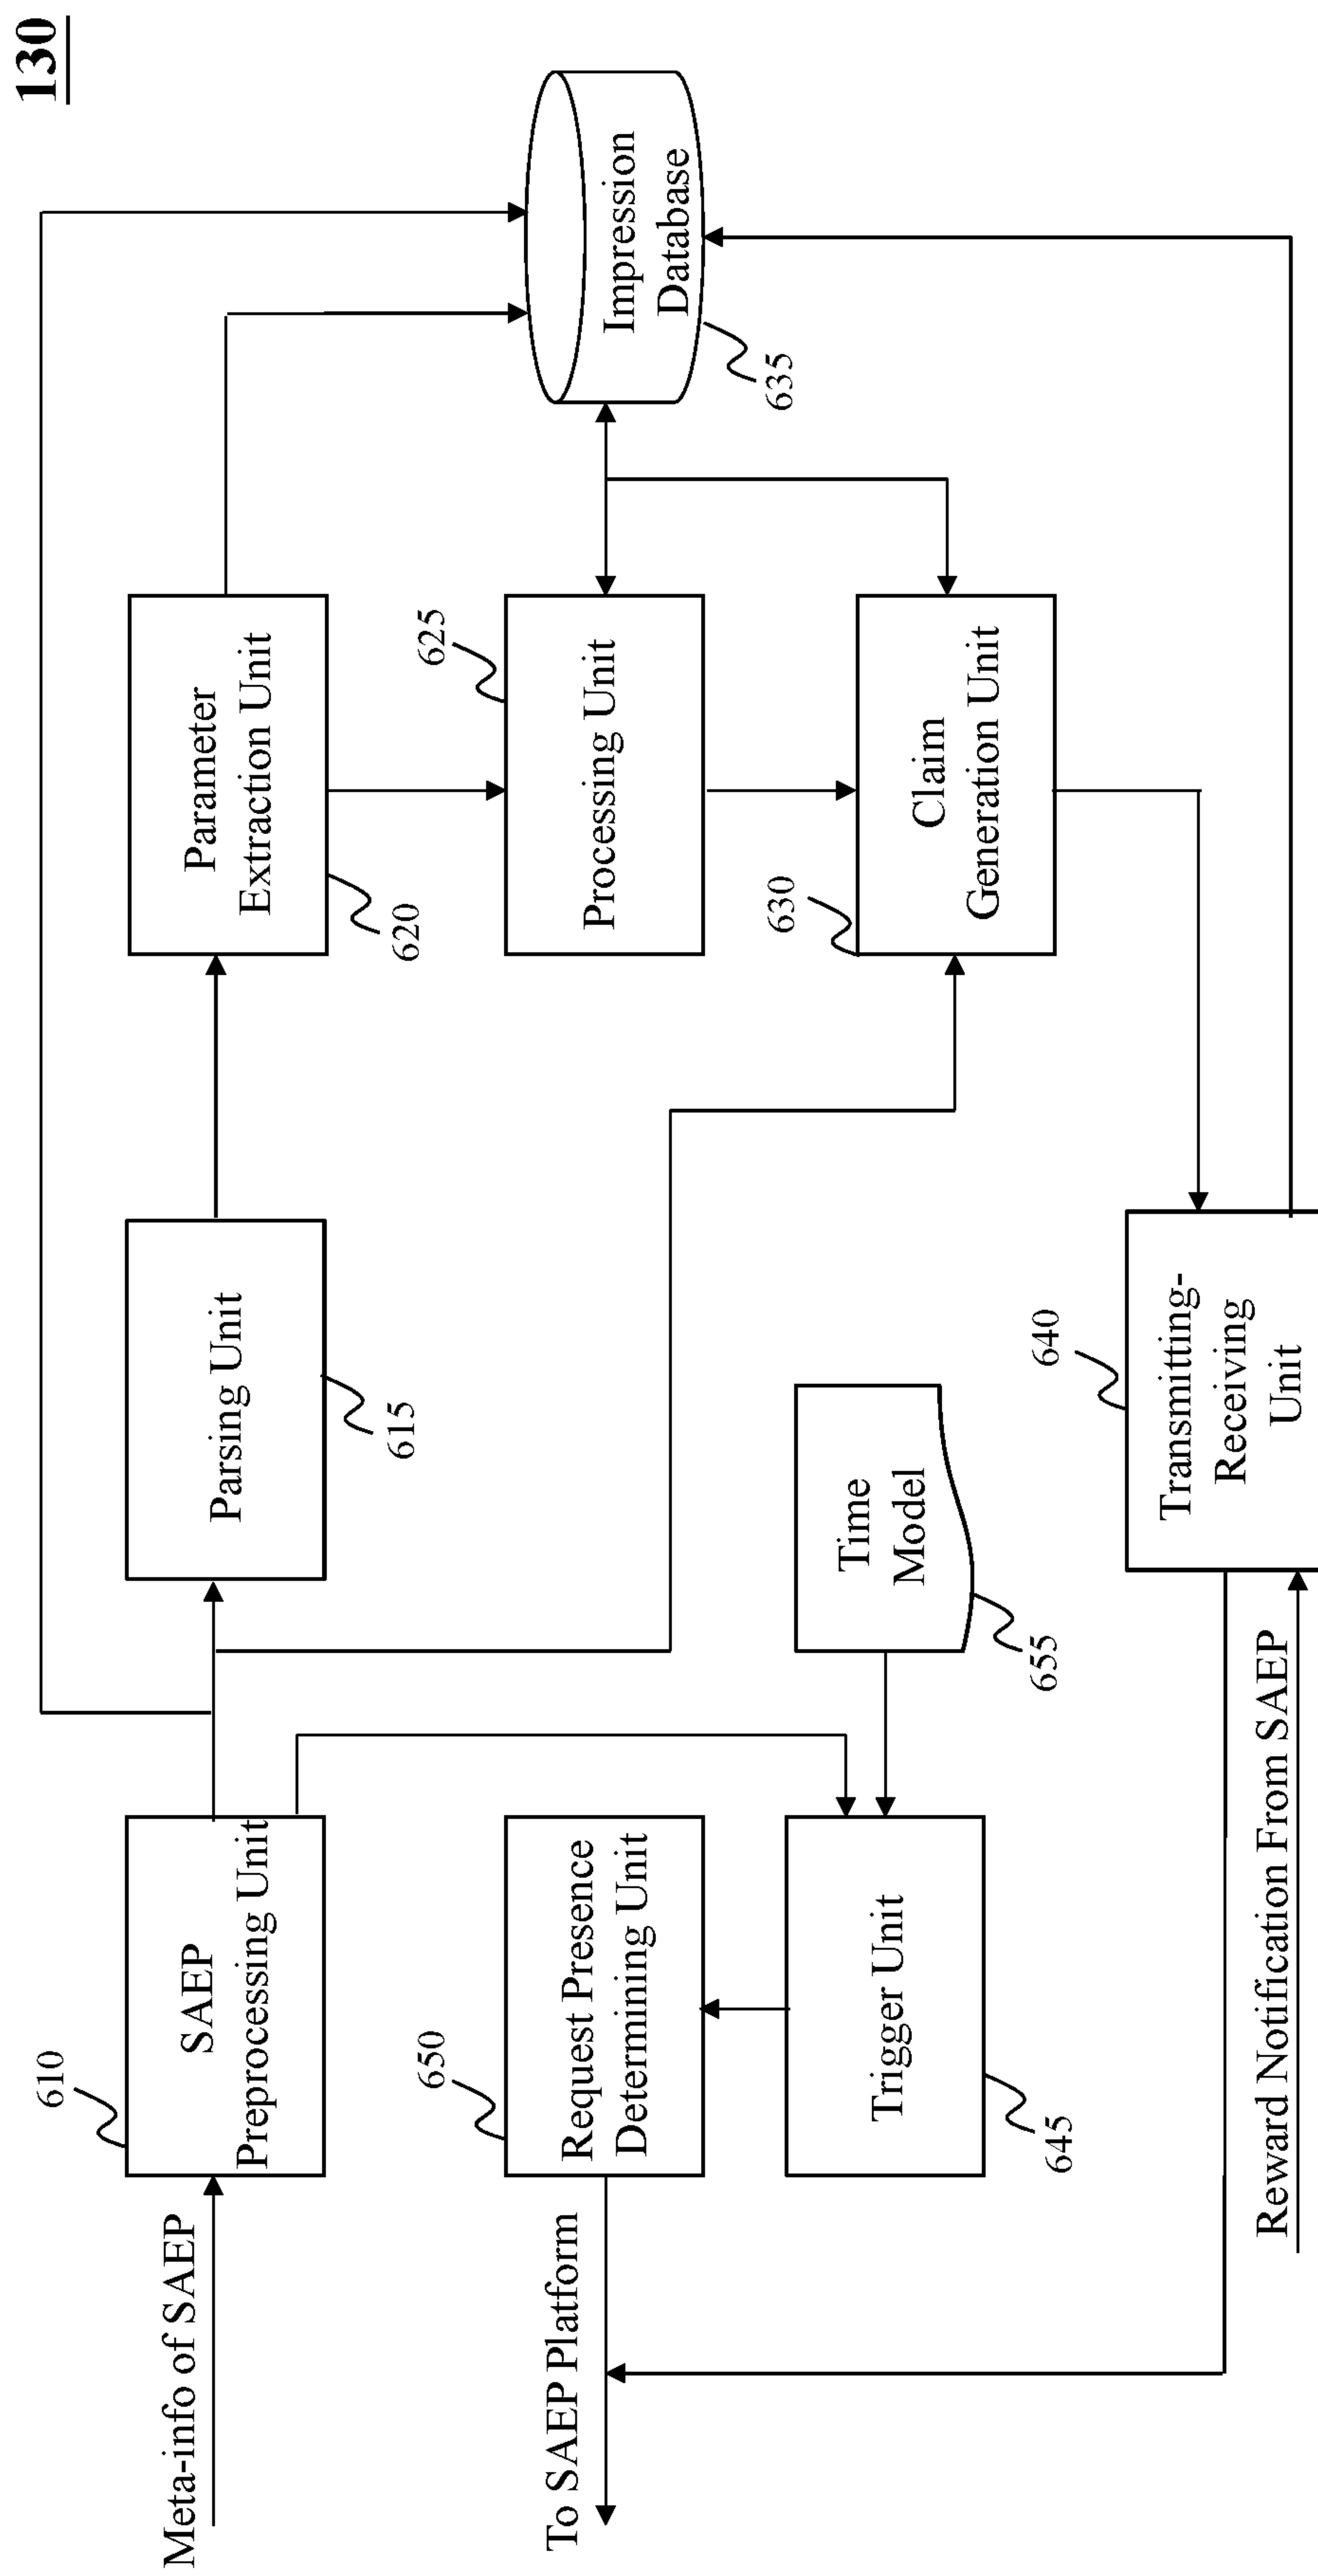 130
Meta-info of SAEP
610
SAEP
Preprocessing Unit
Parsing Unit
615
Parameter
Extraction Unit
620
To SAEP Platform
650
Request Presence
Determining Unit
625
Processing Unit
Impression
Database
635
Trigger Unit
645
Time
Model
655
630
Claim
Generation Unit
640
Transmitting-
Receiving
Unit
Reward Notification From SAEP